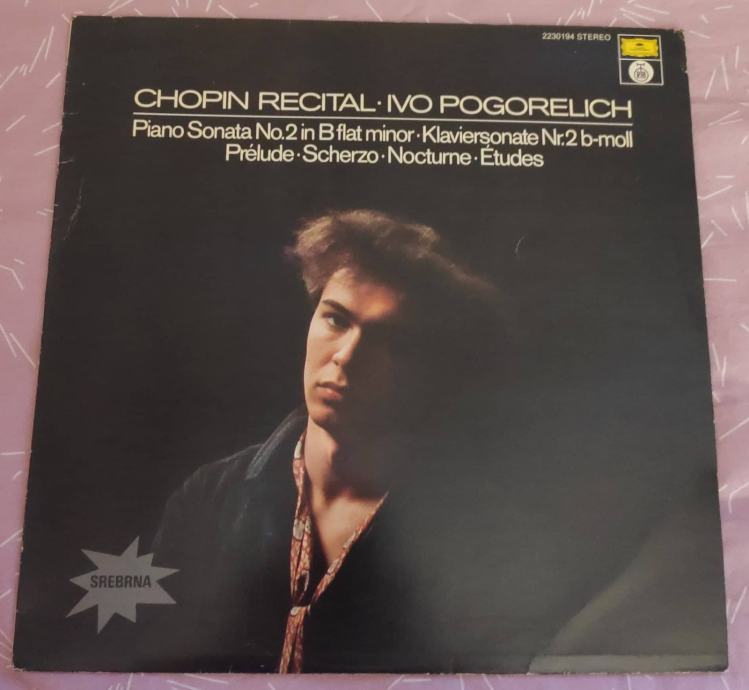 2230194 STEREO
CHOPIN RECITAL · IVO POGORELICH
Piano Sonata No.2 in B flat minor · Klaviersonate Nr.2 b-moll
Prélude · Scherzo · Nocturne · Études
SREBRNA